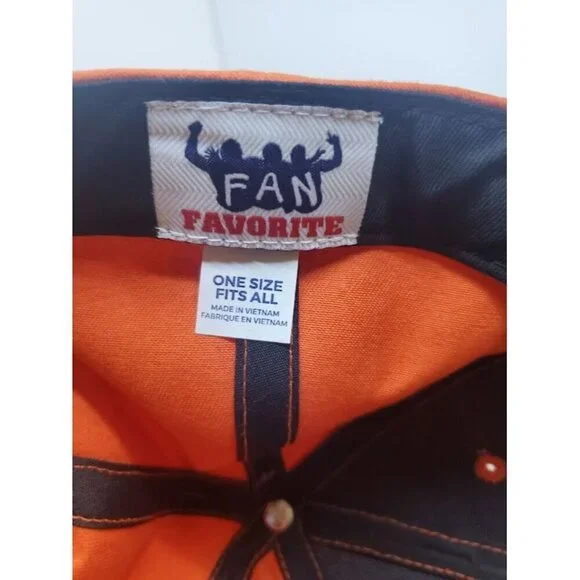 FAN
FAVORITE
ONE SIZE
FITS ALL
MADE IN VIETNAM
FABRIQUE EN VIETNAM